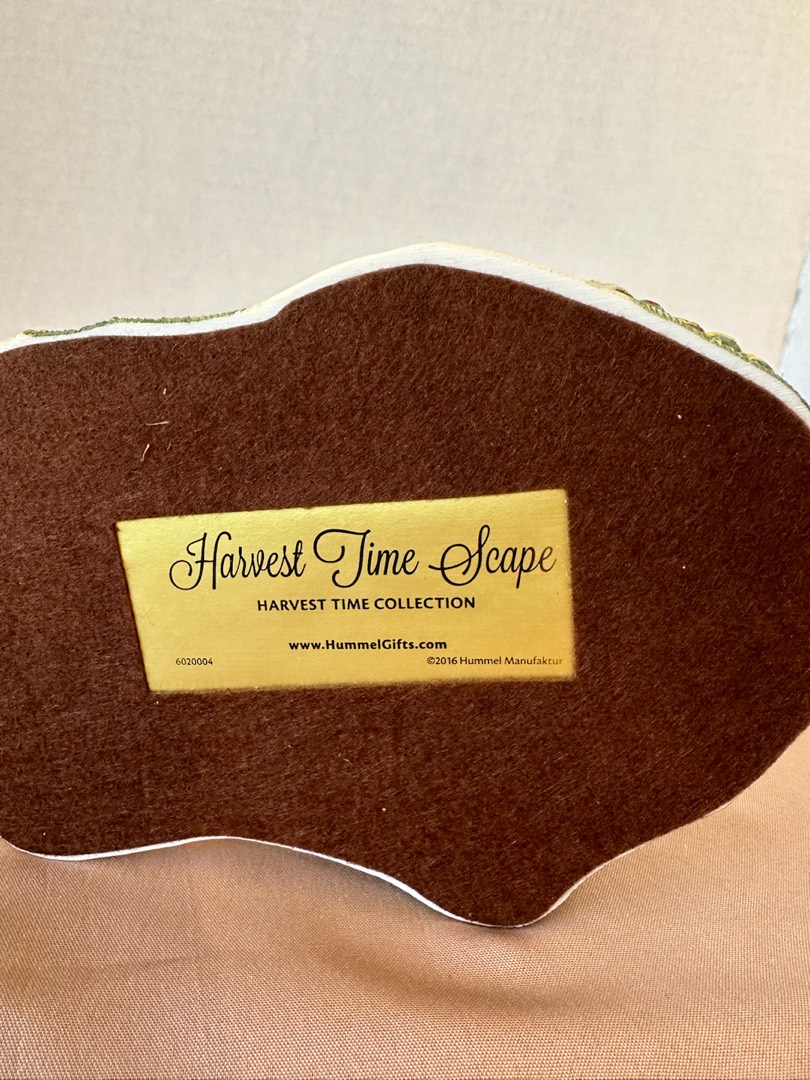 Harvest Time Scape
HARVEST TIME COLLECTION
www.HummelGifts.com
6020004 ©2016 Hummel Manufaktur